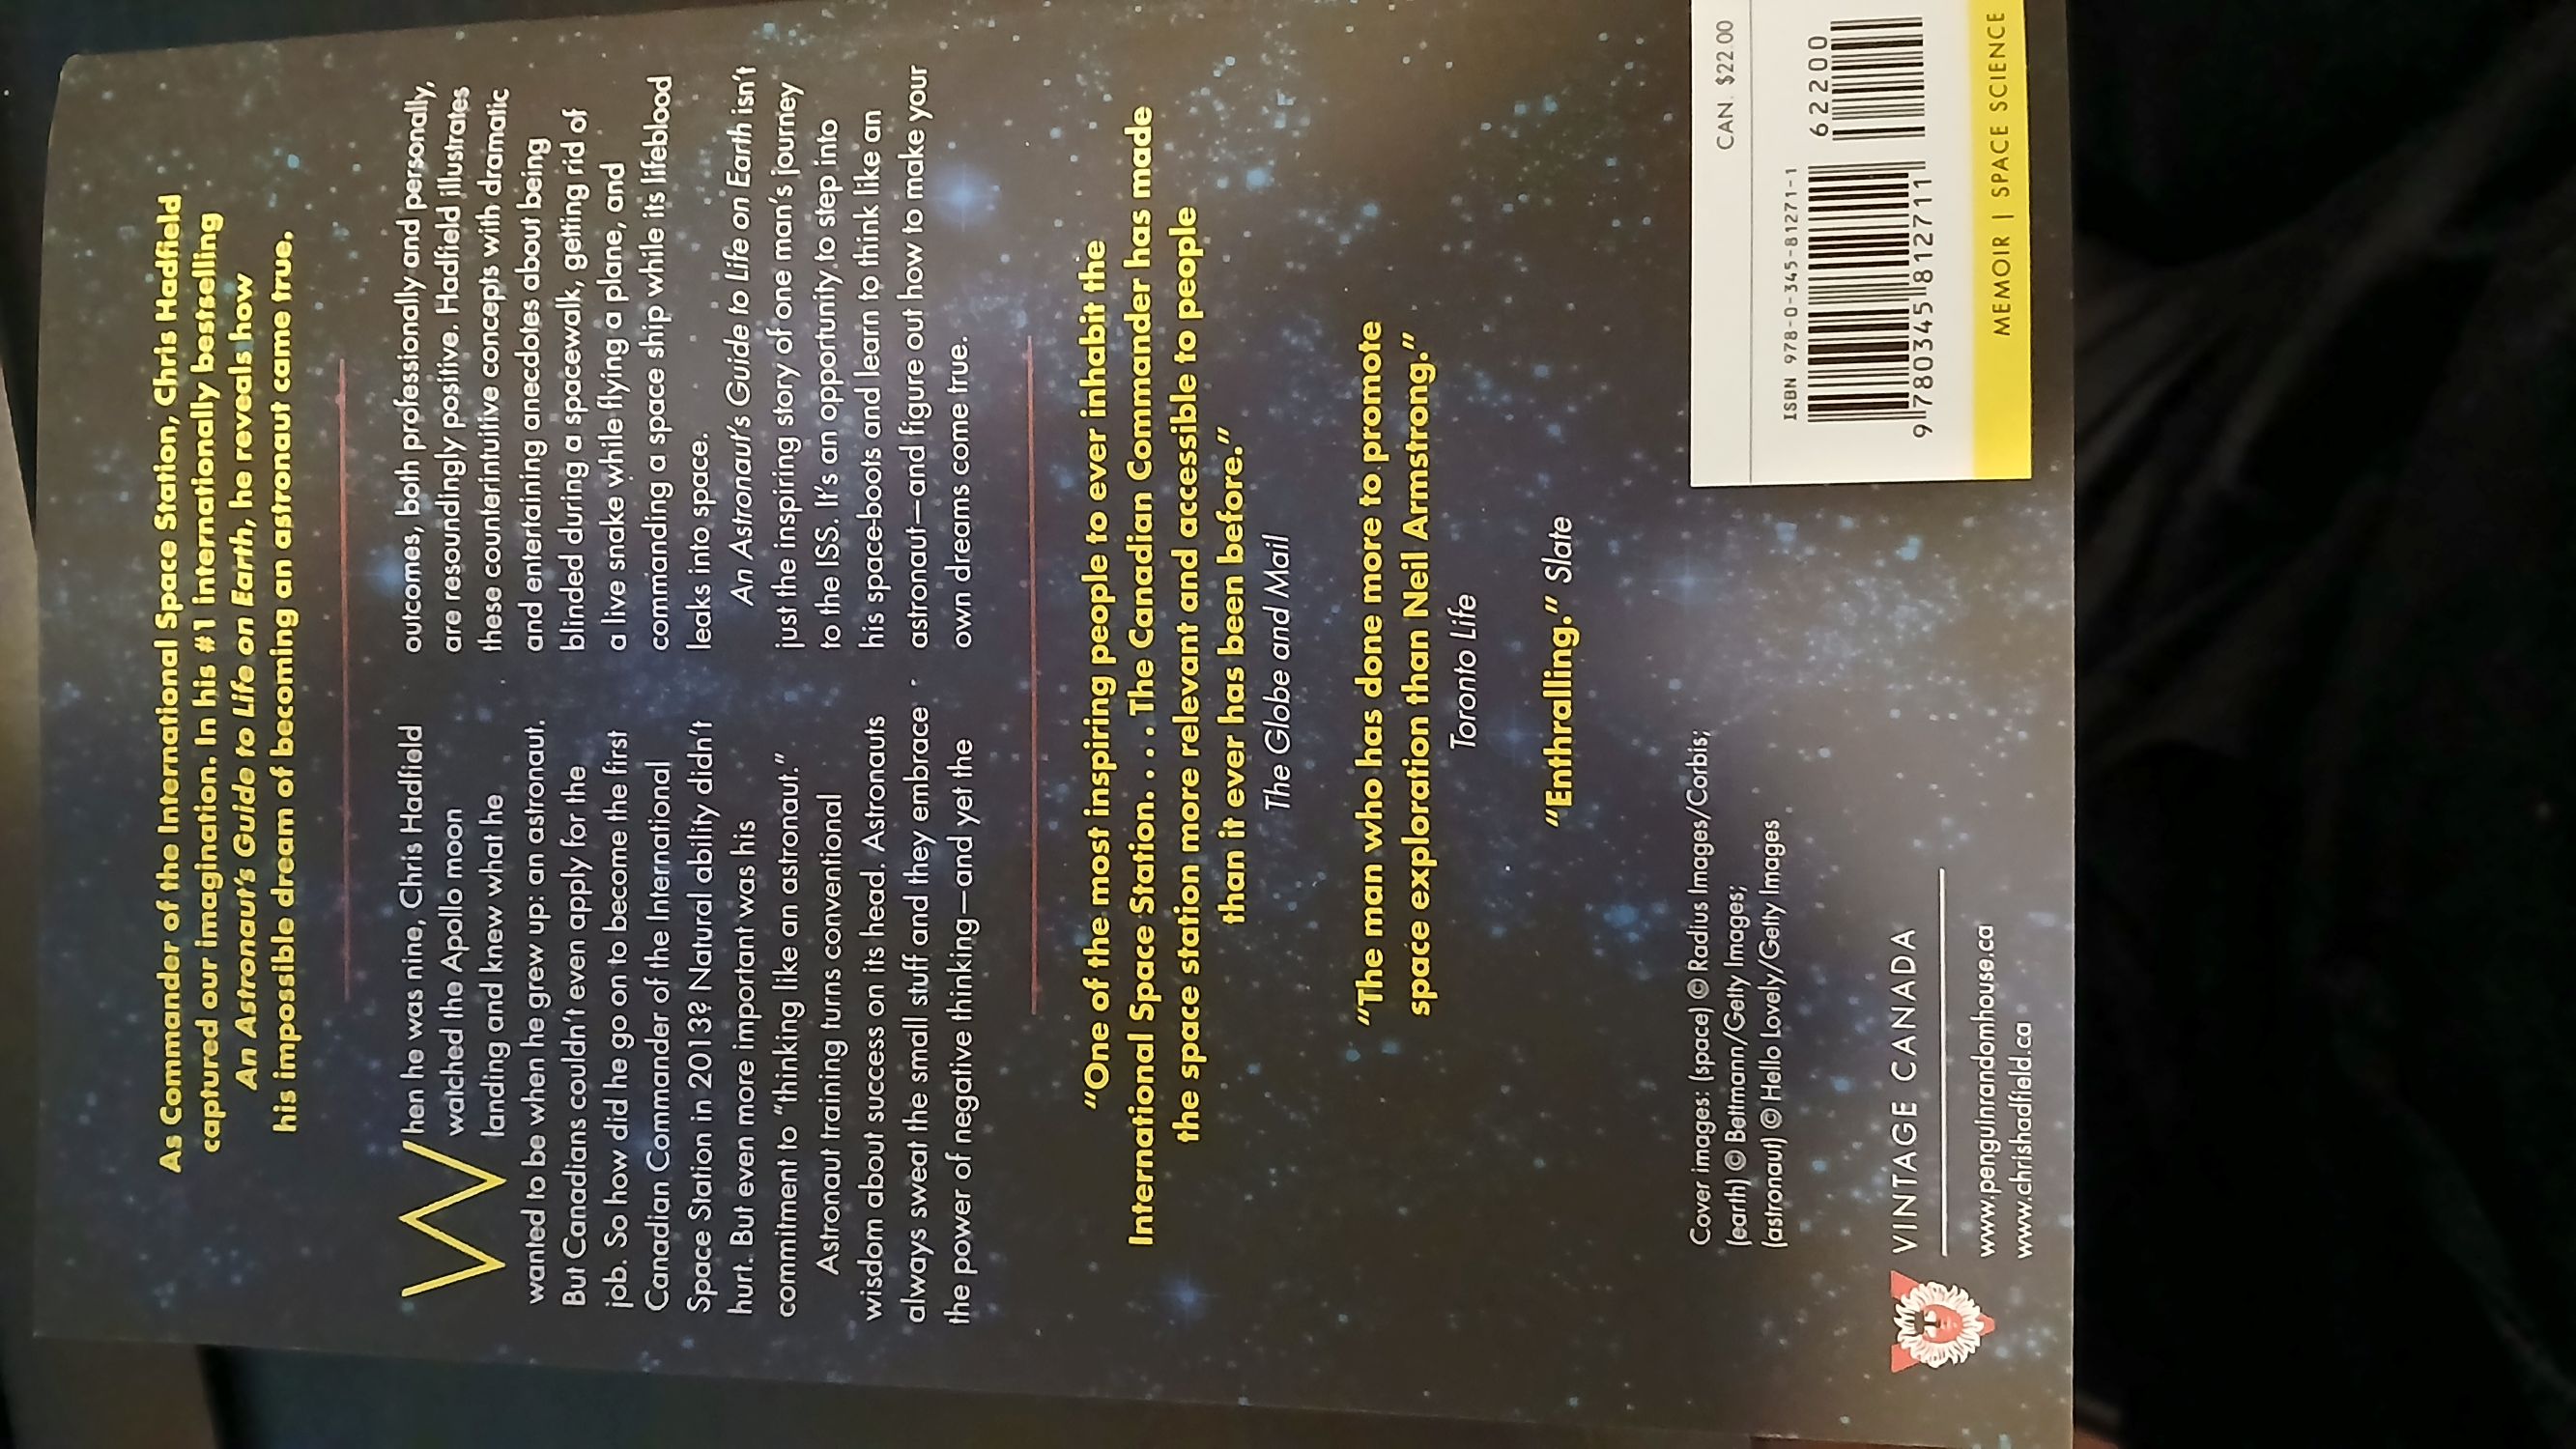 As Commander of the International Space Station, Chris Hadfield
captured our imagination. In his #1 internationally bestselling
An Astronaut's Guide to Life on Earth, he reveals how
his impossible dream of becoming an astronaut came true.
When he was nine, Chris Hadfield
watched the Apollo moon
landing and knew what he
wanted to be when he grew up: an astronaut.
But Canadians couldn't even apply for the
job. So how did he go on to become the first
Canadian Commander of the International
Space Station in 2013? Natural ability didn't
hurt. But even more important was his
commitment to “thinking like an astronaut.”
Astronaut training turns conventional
wisdom about success on its head. Astronauts
always sweat the small stuff and they embrace
the power of negative thinking—and yet the
outcomes, both professionally and personally,
are resoundingly positive. Hadfield illustrates
these counterintuitive concepts with dramatic
and entertaining anecdotes about being
blinded during a spacewalk, getting rid of
a live snake while flying a plane, and
commanding a space ship while its lifeblood
leaks into space.
An Astronaut's Guide to Life on Earth isn't
just the inspiring story of one man's journey
to the ISS. It's an opportunity to step into
his space-boots and learn to think like an
astronaut—and figure out how to make your
own dreams come true.
“One of the most inspiring people to ever inhabit the
International Space Station. . . . The Canadian Commander has made
the space station more relevant and accessible to people
than it ever has been before.”
The Globe and Mail
“The man who has done more to promote
space exploration than Neil Armstrong.”
Toronto Life
“Enthralling.” Slate
Cover images: (space) © Radius Images/Corbis;
(earth) © Bettmann/Getty Images;
(astronaut) © Hello Lovely/Getty Images
VINTAGE CANADA
www.penguinrandomhouse.ca
www.chrishadfield.ca
CAN. $22.00
ISBN 978-0-345-81271-1
62200
9 780345 812711
MEMOIR | SPACE SCIENCE